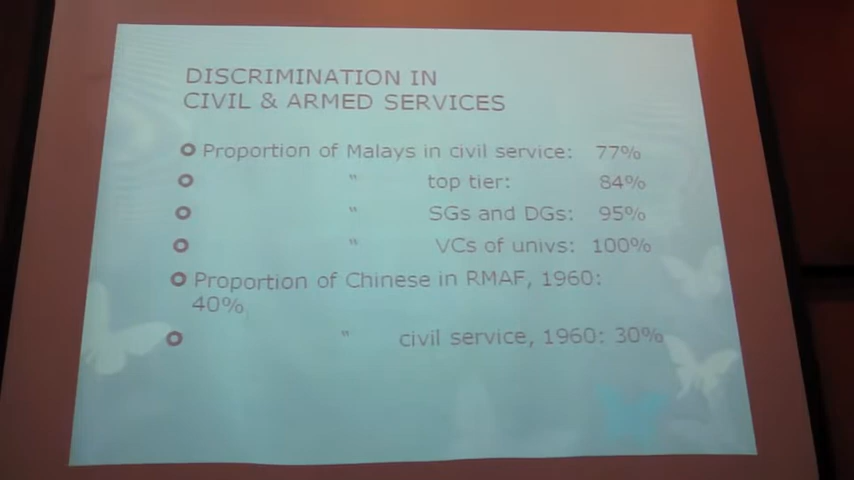 DISCRIMINATION IN
CIVIL & ARMED SERVICES
Proportion of Malays in civil service: 77%
" top tier: 84%
" SGs and DGs: 95%
" VCs of univs: 100%
Proportion of Chinese in RMAF, 1960:
40%
" civil service, 1960: 30%